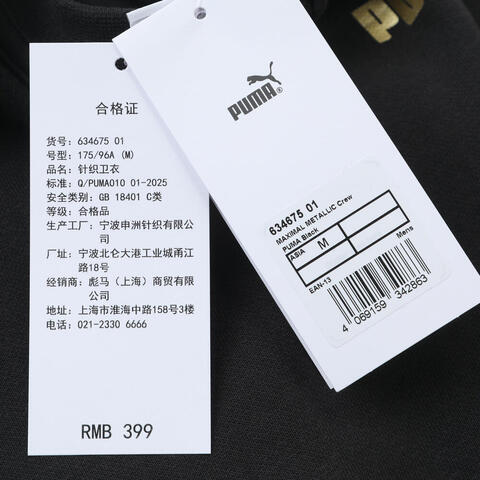 合格证
货号: 634675 01
号型: 175/96A (M)
品名: 针织卫衣
标准: Q/PUMA010 01-2025
安全类别: GB 18401 C类
等级: 合格品
生产工厂: 宁波申洲针织有限公
司
厂址: 宁波北仑大港工业城甬江
路18号
经销商: 彪马(上海)商贸有限
公司
地址: 上海市淮海中路158号3楼
电话: 021-2330 6666
RMB 399
PUMA®
634675 01
MAXIMAL METALLIC Crew
PUMA Black
ASIA M
EAN-13
Mens
4 069159 342863